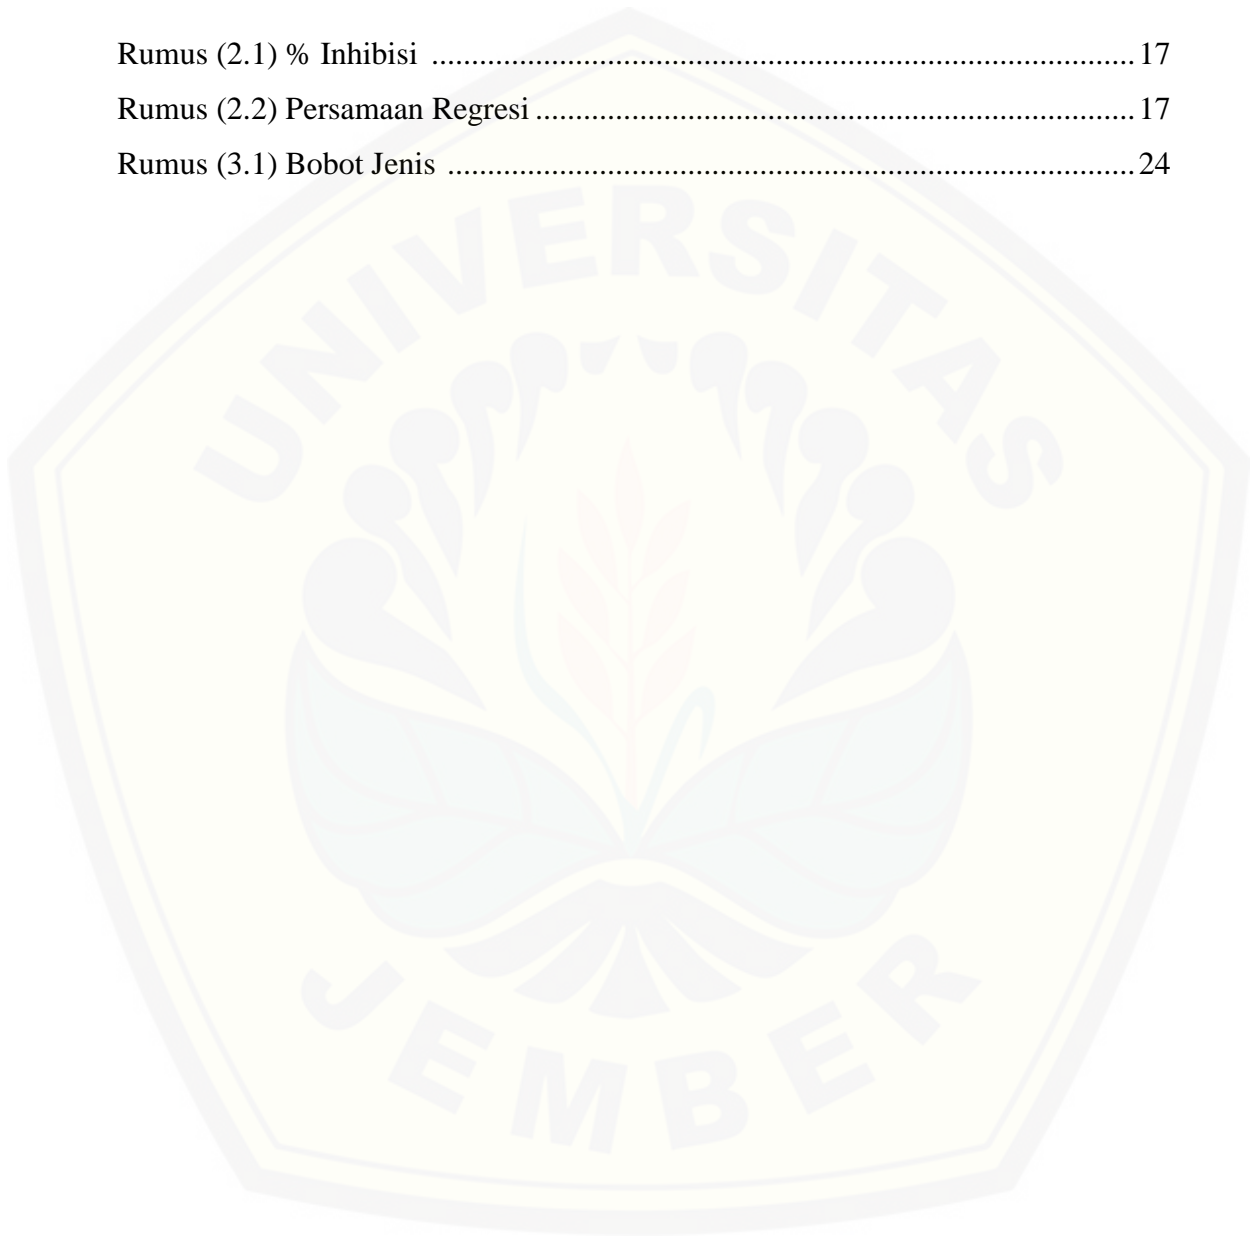 Rumus (2.1) % Inhibisi ........................................................................................ 17
Rumus (2.2) Persamaan Regresi ........................................................................... 17
Rumus (3.1) Bobot Jenis ...................................................................................... 24
UNIVERSITAS
JEMBER